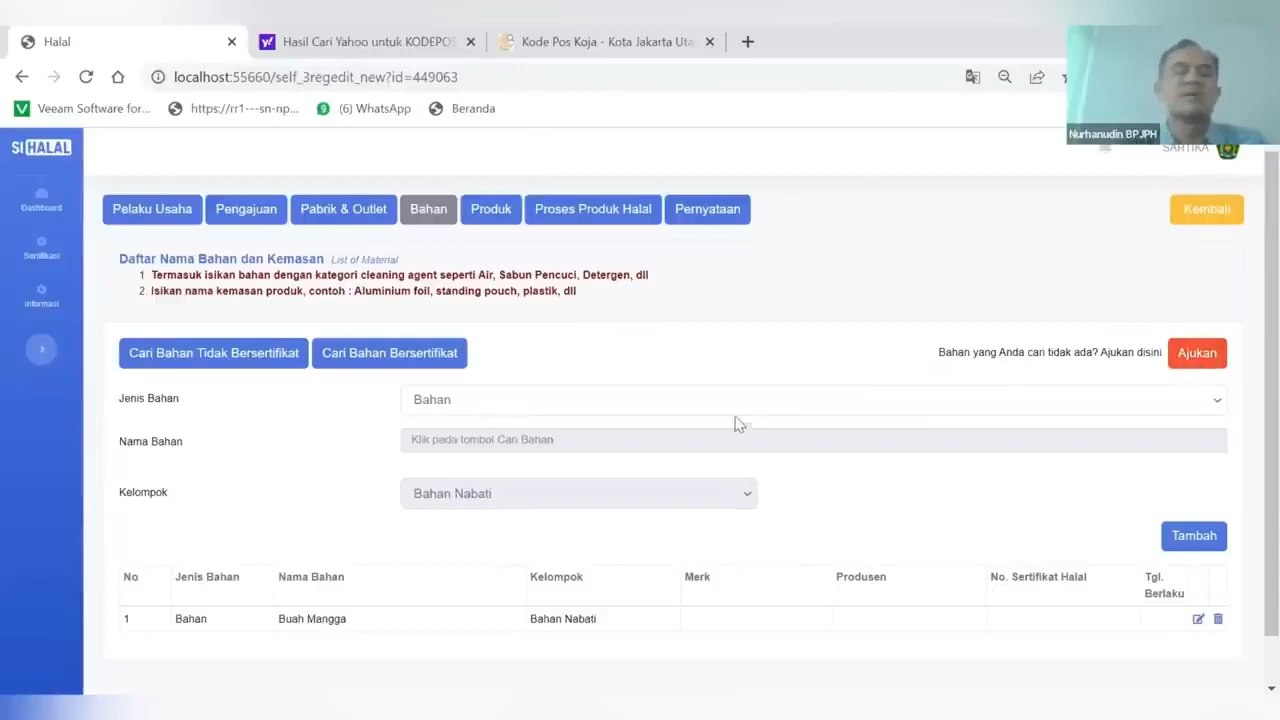 Halal
Hasil Cari Yahoo untuk KODEPOS
Kode Pos Koja - Kota Jakarta Uta
localhost:55660/self_3regedit_new?id=449063
Veeam Software for...
https://rr1---sn-np...
(6) WhatsApp
Beranda
Nurhanudin BPJPH
SIHALAL
SARTIKA
Dashboard
Sertifikasi
Informasi
Pelaku Usaha
Pengajuan
Pabrik & Outlet
Bahan
Produk
Proses Produk Halal
Pernyataan
Kembali
Daftar Nama Bahan dan Kemasan List of Material
1 Termasuk isikan bahan dengan kategori cleaning agent seperti Air, Sabun Pencuci, Detergen, dll
2. Isikan nama kemasan produk, contoh : Aluminium foil, standing pouch, plastik, dll
Cari Bahan Tidak Bersertifikat
Cari Bahan Bersertifikat
Bahan yang Anda cari tidak ada? Ajukan disini.
Ajukan
Jenis Bahan
Bahan
Nama Bahan
Klik pada tombol Cari Bahan
Kelompok
Bahan Nabati
Tambah
No Jenis Bahan Nama Bahan Kelompok Merk Produsen No. Sertifikat Halal Tgl. Berlaku
1 Bahan Buah Mangga Bahan Nabati